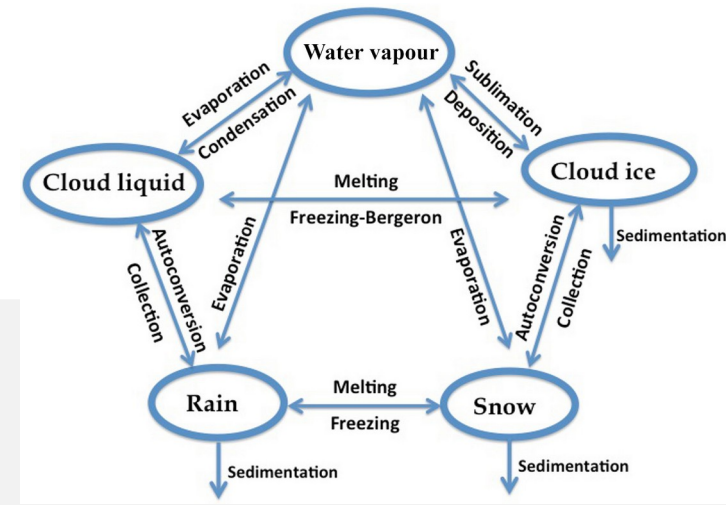 Water vapour
Evaporation
Condensation
Sublimation
Deposition
Cloud liquid
Cloud ice
Melting
Freezing-Bergeron
Sedimentation
Autoconversion
Collection
Evaporation
Evaporation
Autoconversion
Collection
Rain
Snow
Melting
Freezing
Sedimentation
Sedimentation